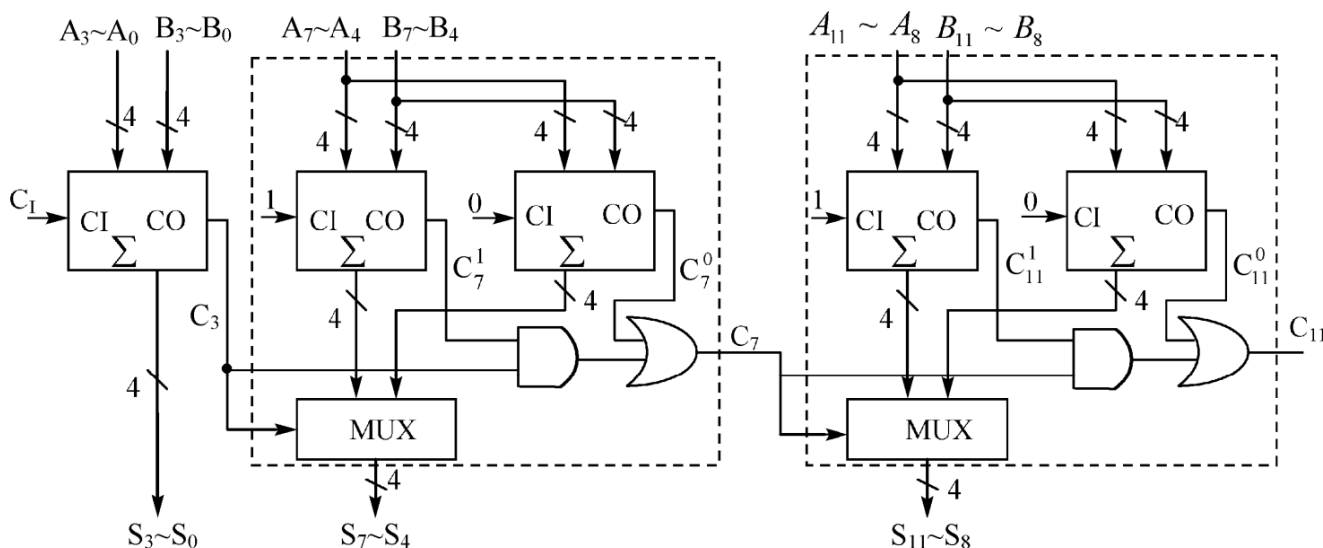 A₃~A₀ B₃~B₀ A₇~A₄ B₇~B₄ A₁₁ ~ A₈ B₁₁ ~ B₈
4 4 4 4 4 4 4 4 4 4
C_I CI CO 1 CI CO 0 CI CO 1 CI CO 0 CI CO
Σ Σ Σ Σ Σ
C₃ 4 C₇¹ 4 C₇⁰ 4 C₁₁¹ 4 C₁₁⁰
C₇ C₁₁
4 MUX MUX
4 4
S₃~S₀ S₇~S₄ S₁₁~S₈